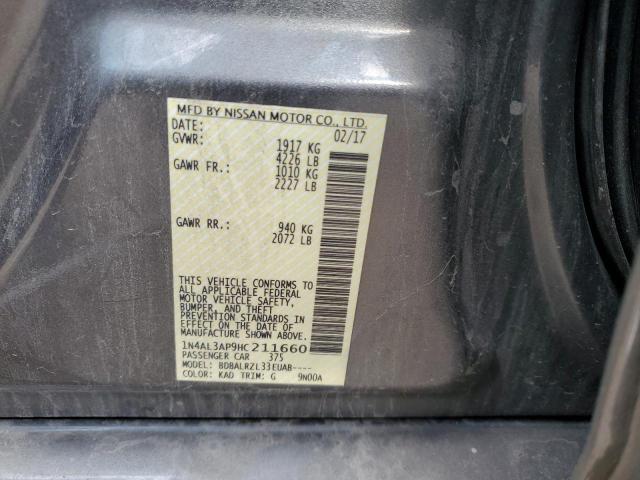 MFD BY NISSAN MOTOR CO., LTD.
DATE: 02/17
GVWR: 1917 KG
4226 LB
GAWR FR.: 1010 KG
2227 LB
GAWR RR.: 940 KG
2072 LB
THIS VEHICLE CONFORMS TO
ALL APPLICABLE FEDERAL
MOTOR VEHICLE SAFETY,
BUMPER, AND THEFT
PREVENTION STANDARDS IN
EFFECT ON THE DATE OF
MANUFACTURE SHOWN ABOVE.
1N4AL3AP9HC211660
PASSENGER CAR 375
MODEL: BDBALRZL33EUAB----
COLOR: KAD TRIM: G 9N00A